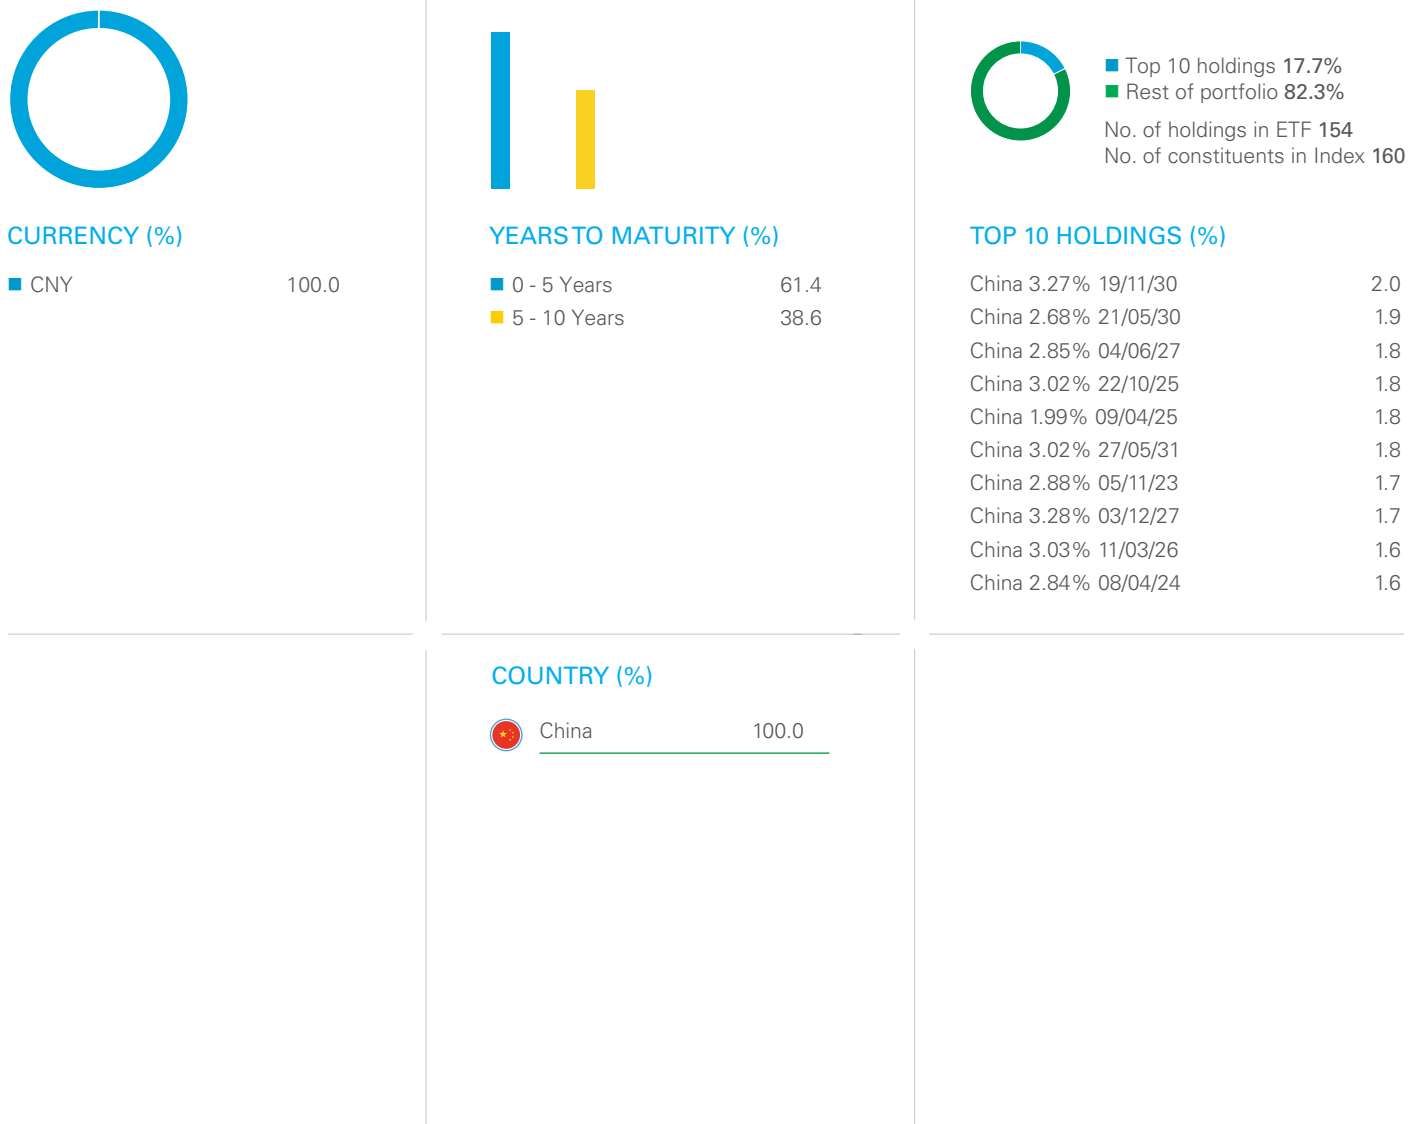 CURRENCY (%)
CNY 100.0
YEARS TO MATURITY (%)
0 - 5 Years 61.4
5 - 10 Years 38.6
Top 10 holdings 17.7%
Rest of portfolio 82.3%
No. of holdings in ETF 154
No. of constituents in Index 160
TOP 10 HOLDINGS (%)
China 3.27% 19/11/30 2.0
China 2.68% 21/05/30 1.9
China 2.85% 04/06/27 1.8
China 3.02% 22/10/25 1.8
China 1.99% 09/04/25 1.8
China 3.02% 27/05/31 1.8
China 2.88% 05/11/23 1.7
China 3.28% 03/12/27 1.7
China 3.03% 11/03/26 1.6
China 2.84% 08/04/24 1.6
COUNTRY (%)
China 100.0